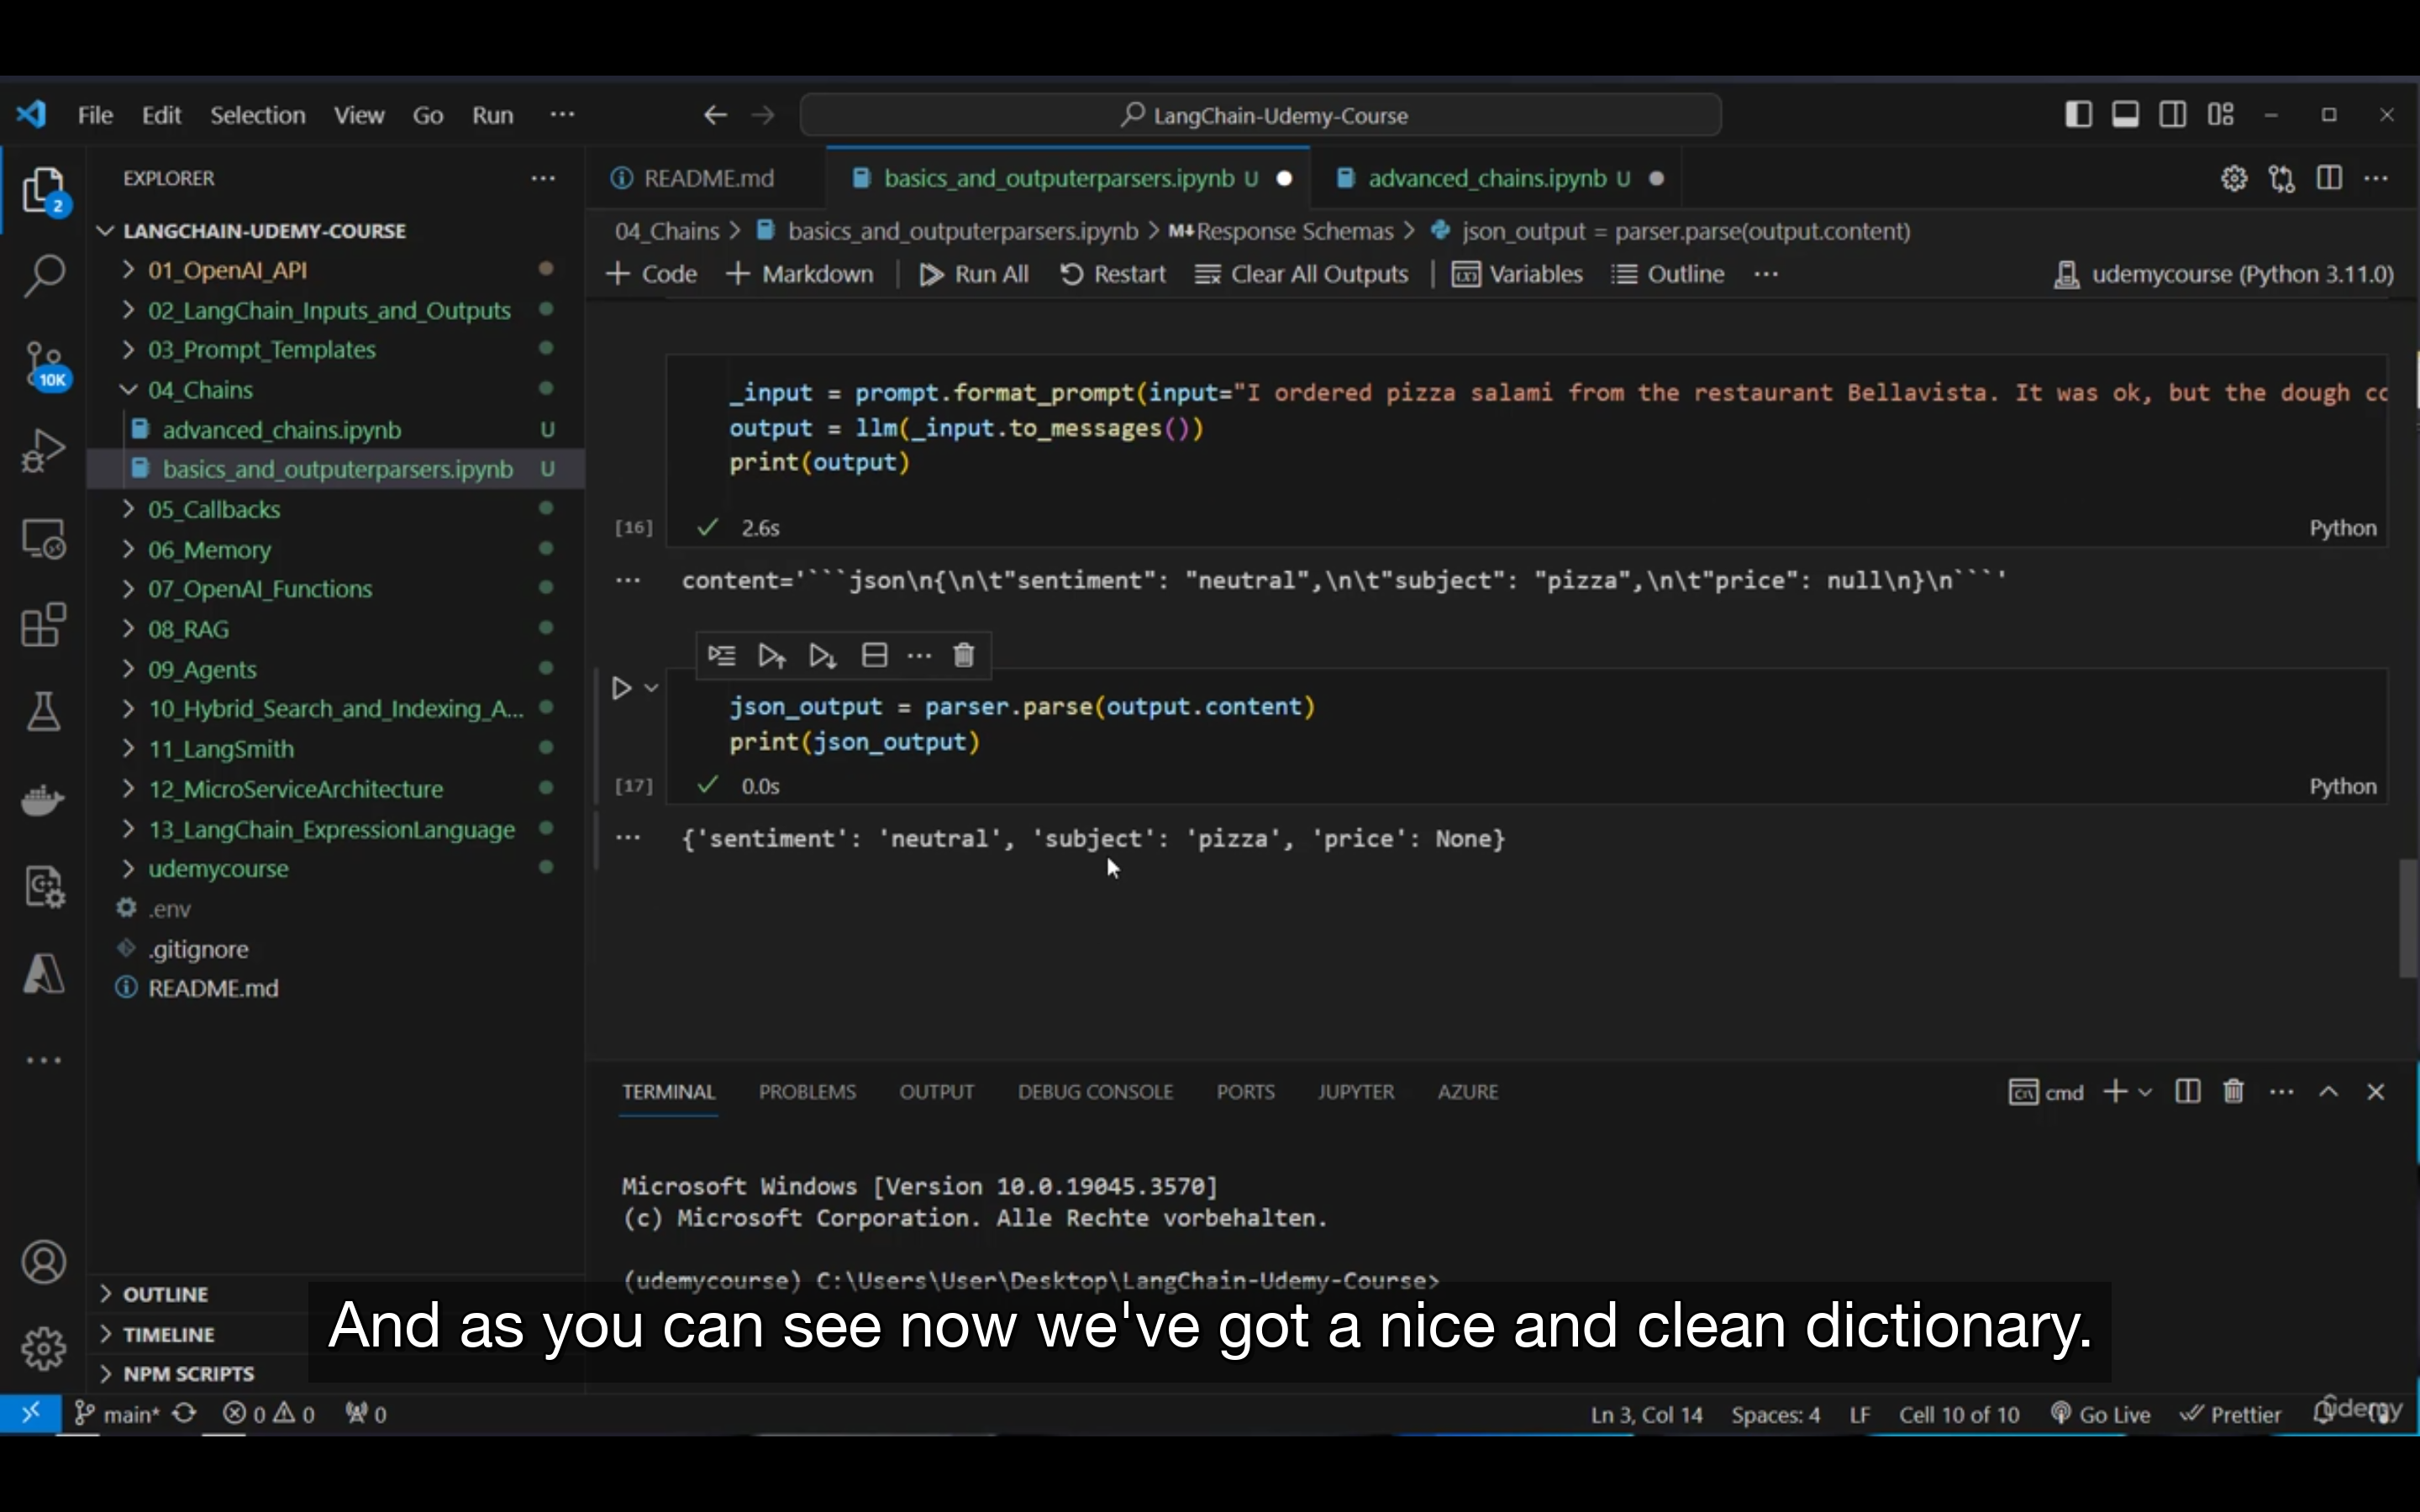 File Edit Selection View Go Run ···
LangChain-Udemy-Course
EXPLORER ···
README.md
basics_and_outputerparsers.ipynb U
advanced_chains.ipynb U
···
2
LANGCHAIN-UDEMY-COURSE
01_OpenAI_API
02_LangChain_Inputs_and_Outputs
03_Prompt_Templates
04_Chains
advanced_chains.ipynb U
basics_and_outputerparsers.ipynb U
05_Callbacks
06_Memory
07_OpenAI_Functions
08_RAG
09_Agents
10_Hybrid_Search_and_Indexing_A...
11_LangSmith
12_MicroServiceArchitecture
13_LangChain_ExpressionLanguage
udemycourse
.env
.gitignore
README.md
10K
OUTLINE
TIMELINE
NPM SCRIPTS
04_Chains > basics_and_outputerparsers.ipynb > M↓Response Schemas > json_output = parser.parse(output.content)
+ Code + Markdown | Run All Restart Clear All Outputs | Variables Outline ···
udemycourse (Python 3.11.0)
_input = prompt.format_prompt(input="I ordered pizza salami from the restaurant Bellavista. It was ok, but the dough
output = llm(_input.to_messages())
print(output)
[16] 2.6s Python
··· content='```json\n{\n\t"sentiment": "neutral",\n\t"subject": "pizza",\n\t"price": null\n}\n```'
json_output = parser.parse(output.content)
print(json_output)
[17] 0.0s Python
··· {'sentiment': 'neutral', 'subject': 'pizza', 'price': None}
TERMINAL PROBLEMS OUTPUT DEBUG CONSOLE PORTS JUPYTER AZURE
cmd
Microsoft Windows [Version 10.0.19045.3570]
(c) Microsoft Corporation. Alle Rechte vorbehalten.
(udemycourse) C:\Users\User\Desktop\LangChain-Udemy-Course>
And as you can see now we've got a nice and clean dictionary.
main* 0 0 0
Ln 3, Col 14 Spaces: 4 LF Cell 10 of 10 Go Live Prettier
udemy